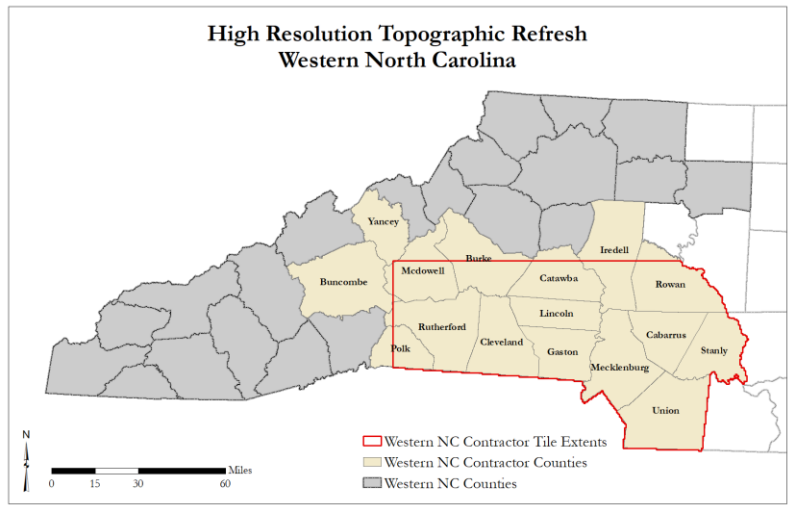 High Resolution Topographic Refresh
Western North Carolina
Yancey
Iredell
Burke
Mcdowell
Buncombe
Catawba
Rowan
Lincoln
Rutherford
Cabarrus
Cleveland
Polk
Gaston
Stanly
Mecklenburg
Union
N
Western NC Contractor Tile Extents
Western NC Contractor Counties
Western NC Counties
Miles
0 15 30 60